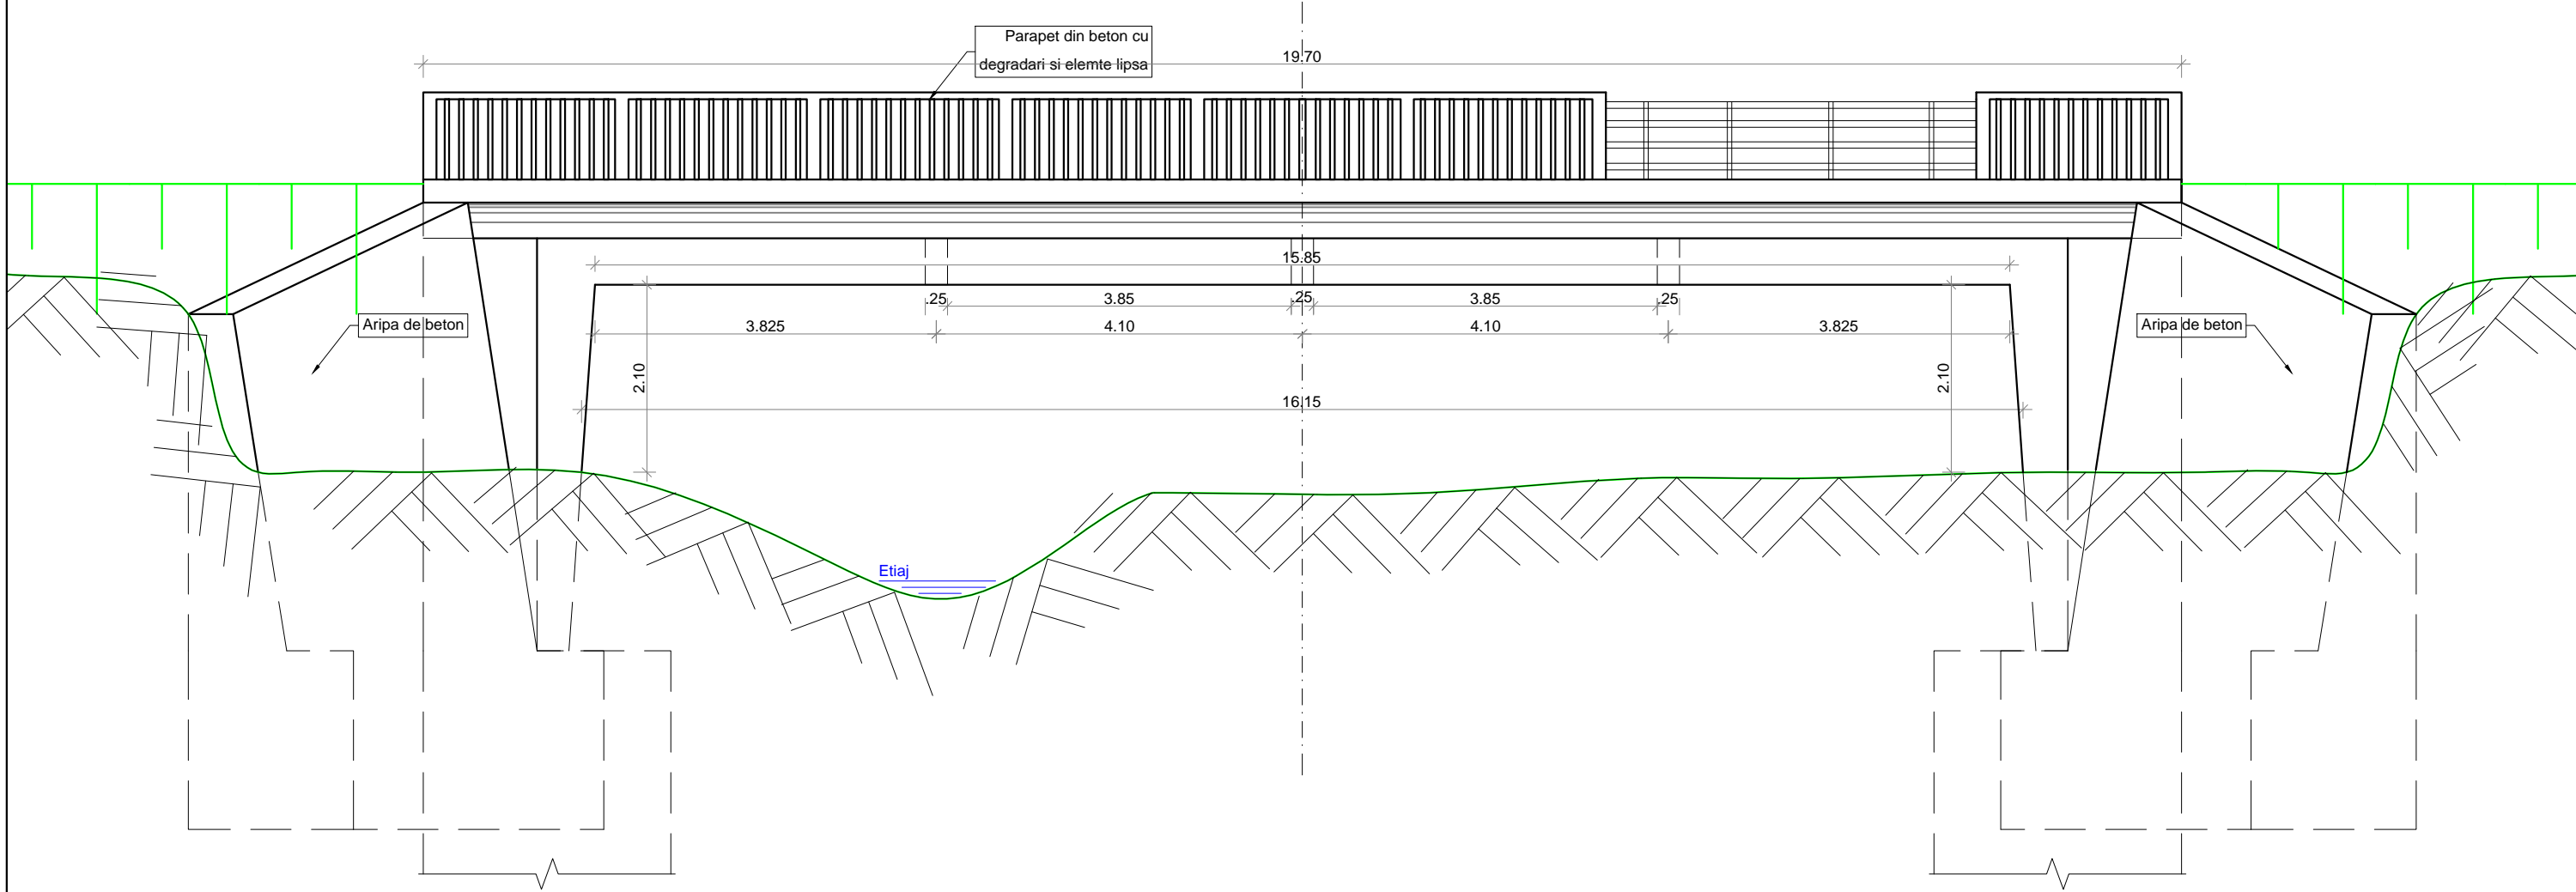 Parapet din beton cu
degradari si elemte lipsa
19.70
15.85
.25
3.85
.25
3.85
.25
3.825
4.10
4.10
3.825
Aripa de beton
Aripa de beton
2.10
2.10
16.15
Etiaj